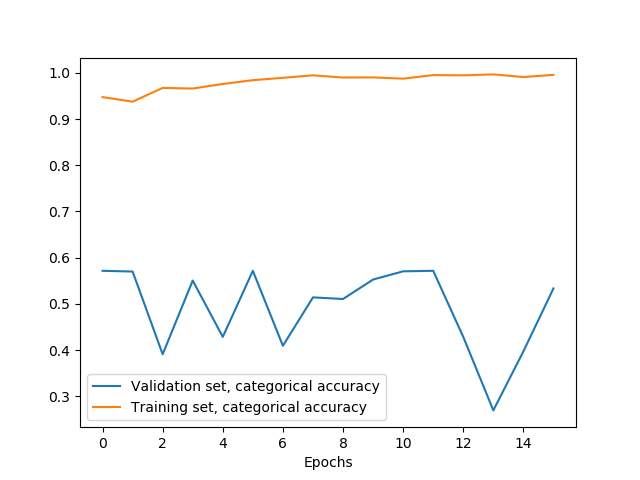 1.0
0.9
0.8
0.7
0.6
0.5
0.4
0.3
Validation set, categorical accuracy
Training set, categorical accuracy
0 2 4 6 8 10 12 14
Epochs